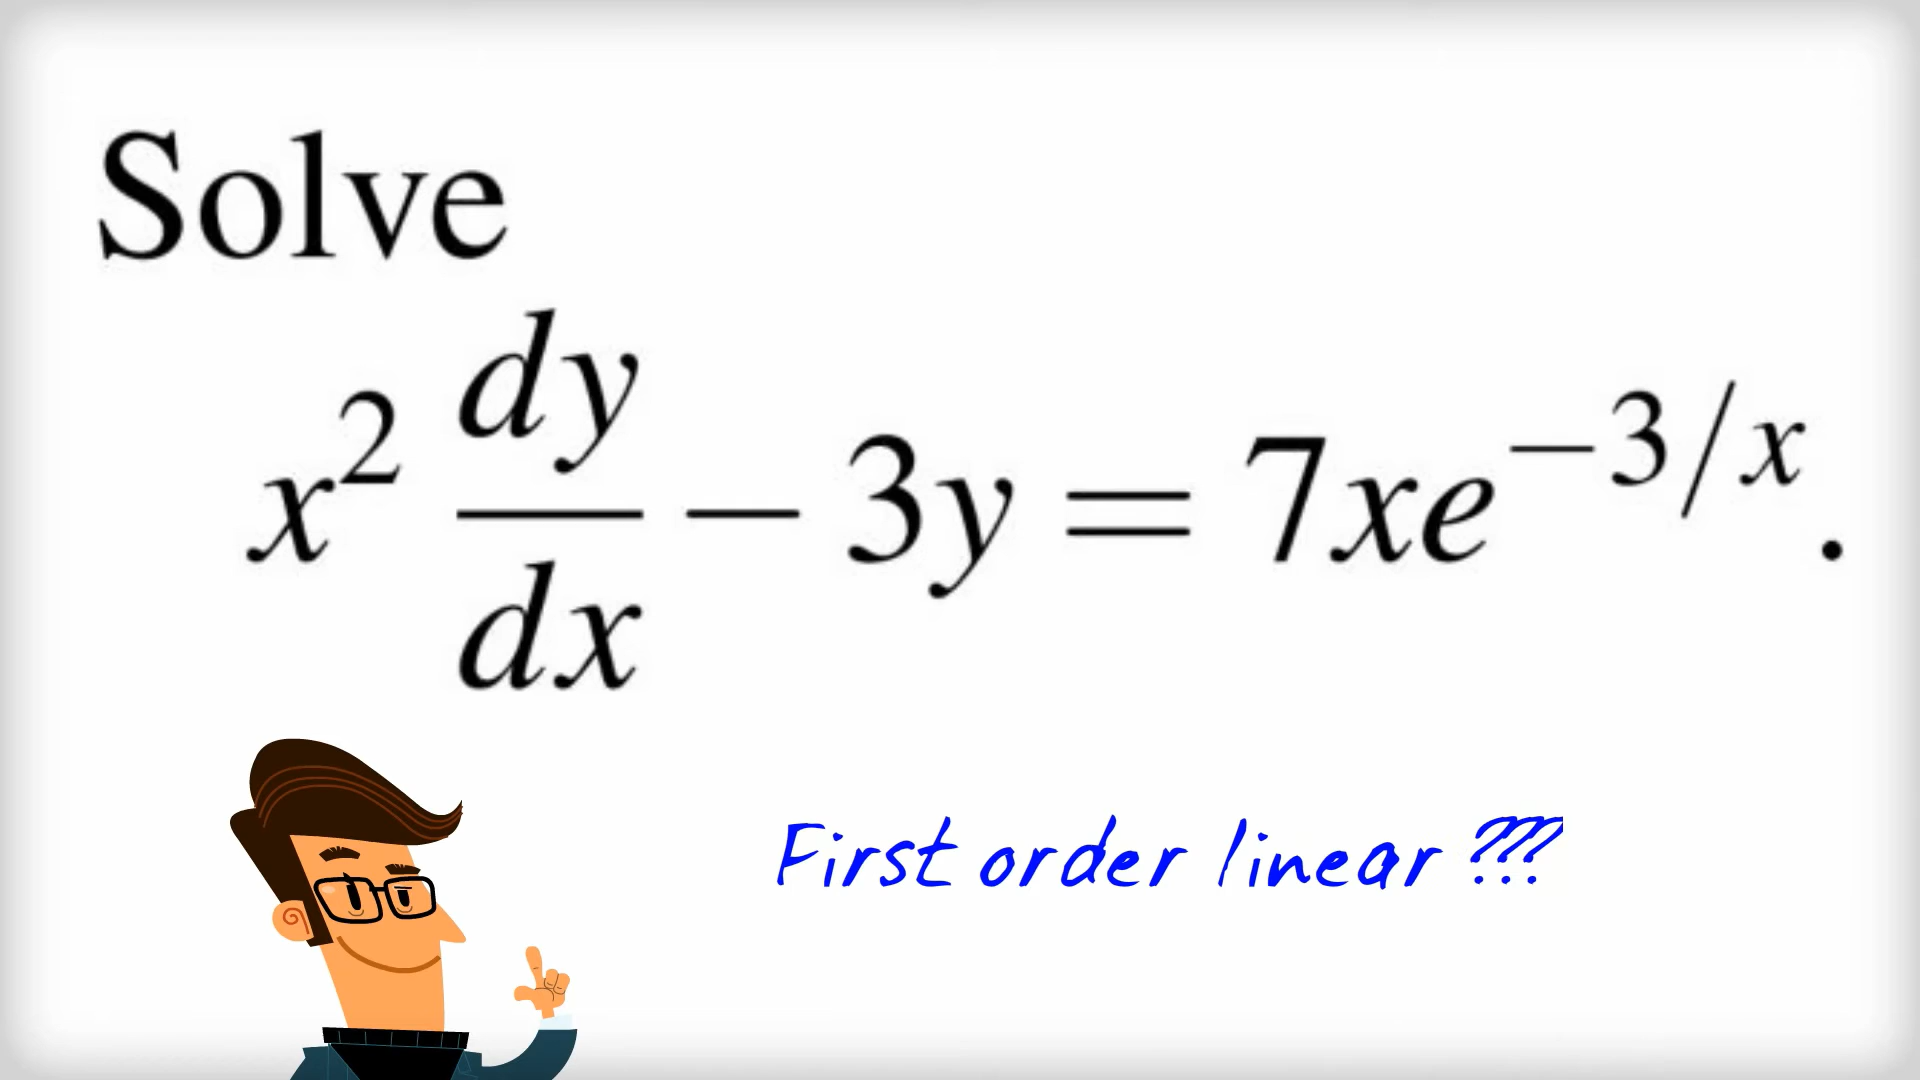 Solve
x² dy/dx − 3y = 7xe^{−3/x}.
First order linear ???